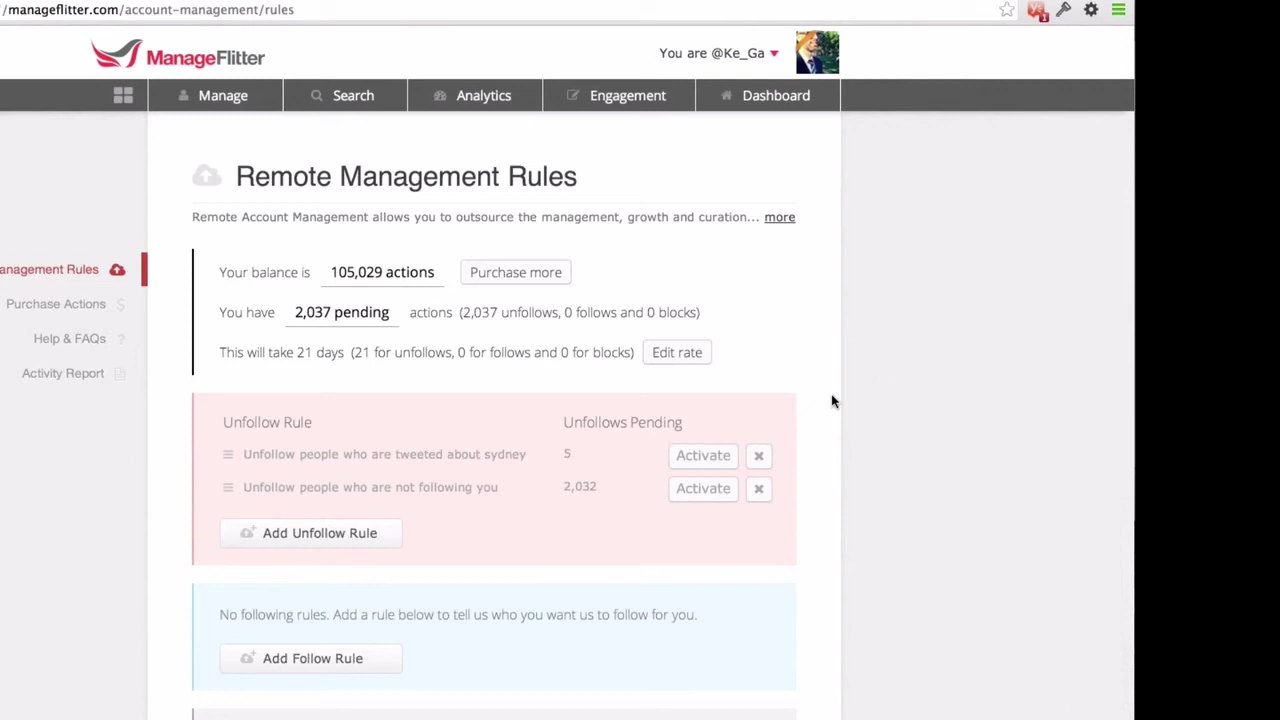 /manageflitter.com/account-management/rules
1
ManageFlitter
You are @Ke_Ga
Manage
Search
Analytics
Engagement
Dashboard
Remote Management Rules
Remote Account Management allows you to outsource the management, growth and curation... more
anagement Rules
Purchase Actions $
Help & FAQs ?
Activity Report
Your balance is 105,029 actions Purchase more
You have 2,037 pending actions (2,037 unfollows, 0 follows and 0 blocks)
This will take 21 days (21 for unfollows, 0 for follows and 0 for blocks) Edit rate
Unfollow Rule Unfollows Pending
Unfollow people who are tweeted about sydney 5 Activate
Unfollow people who are not following you 2,032 Activate
Add Unfollow Rule
No following rules. Add a rule below to tell us who you want us to follow for you.
Add Follow Rule